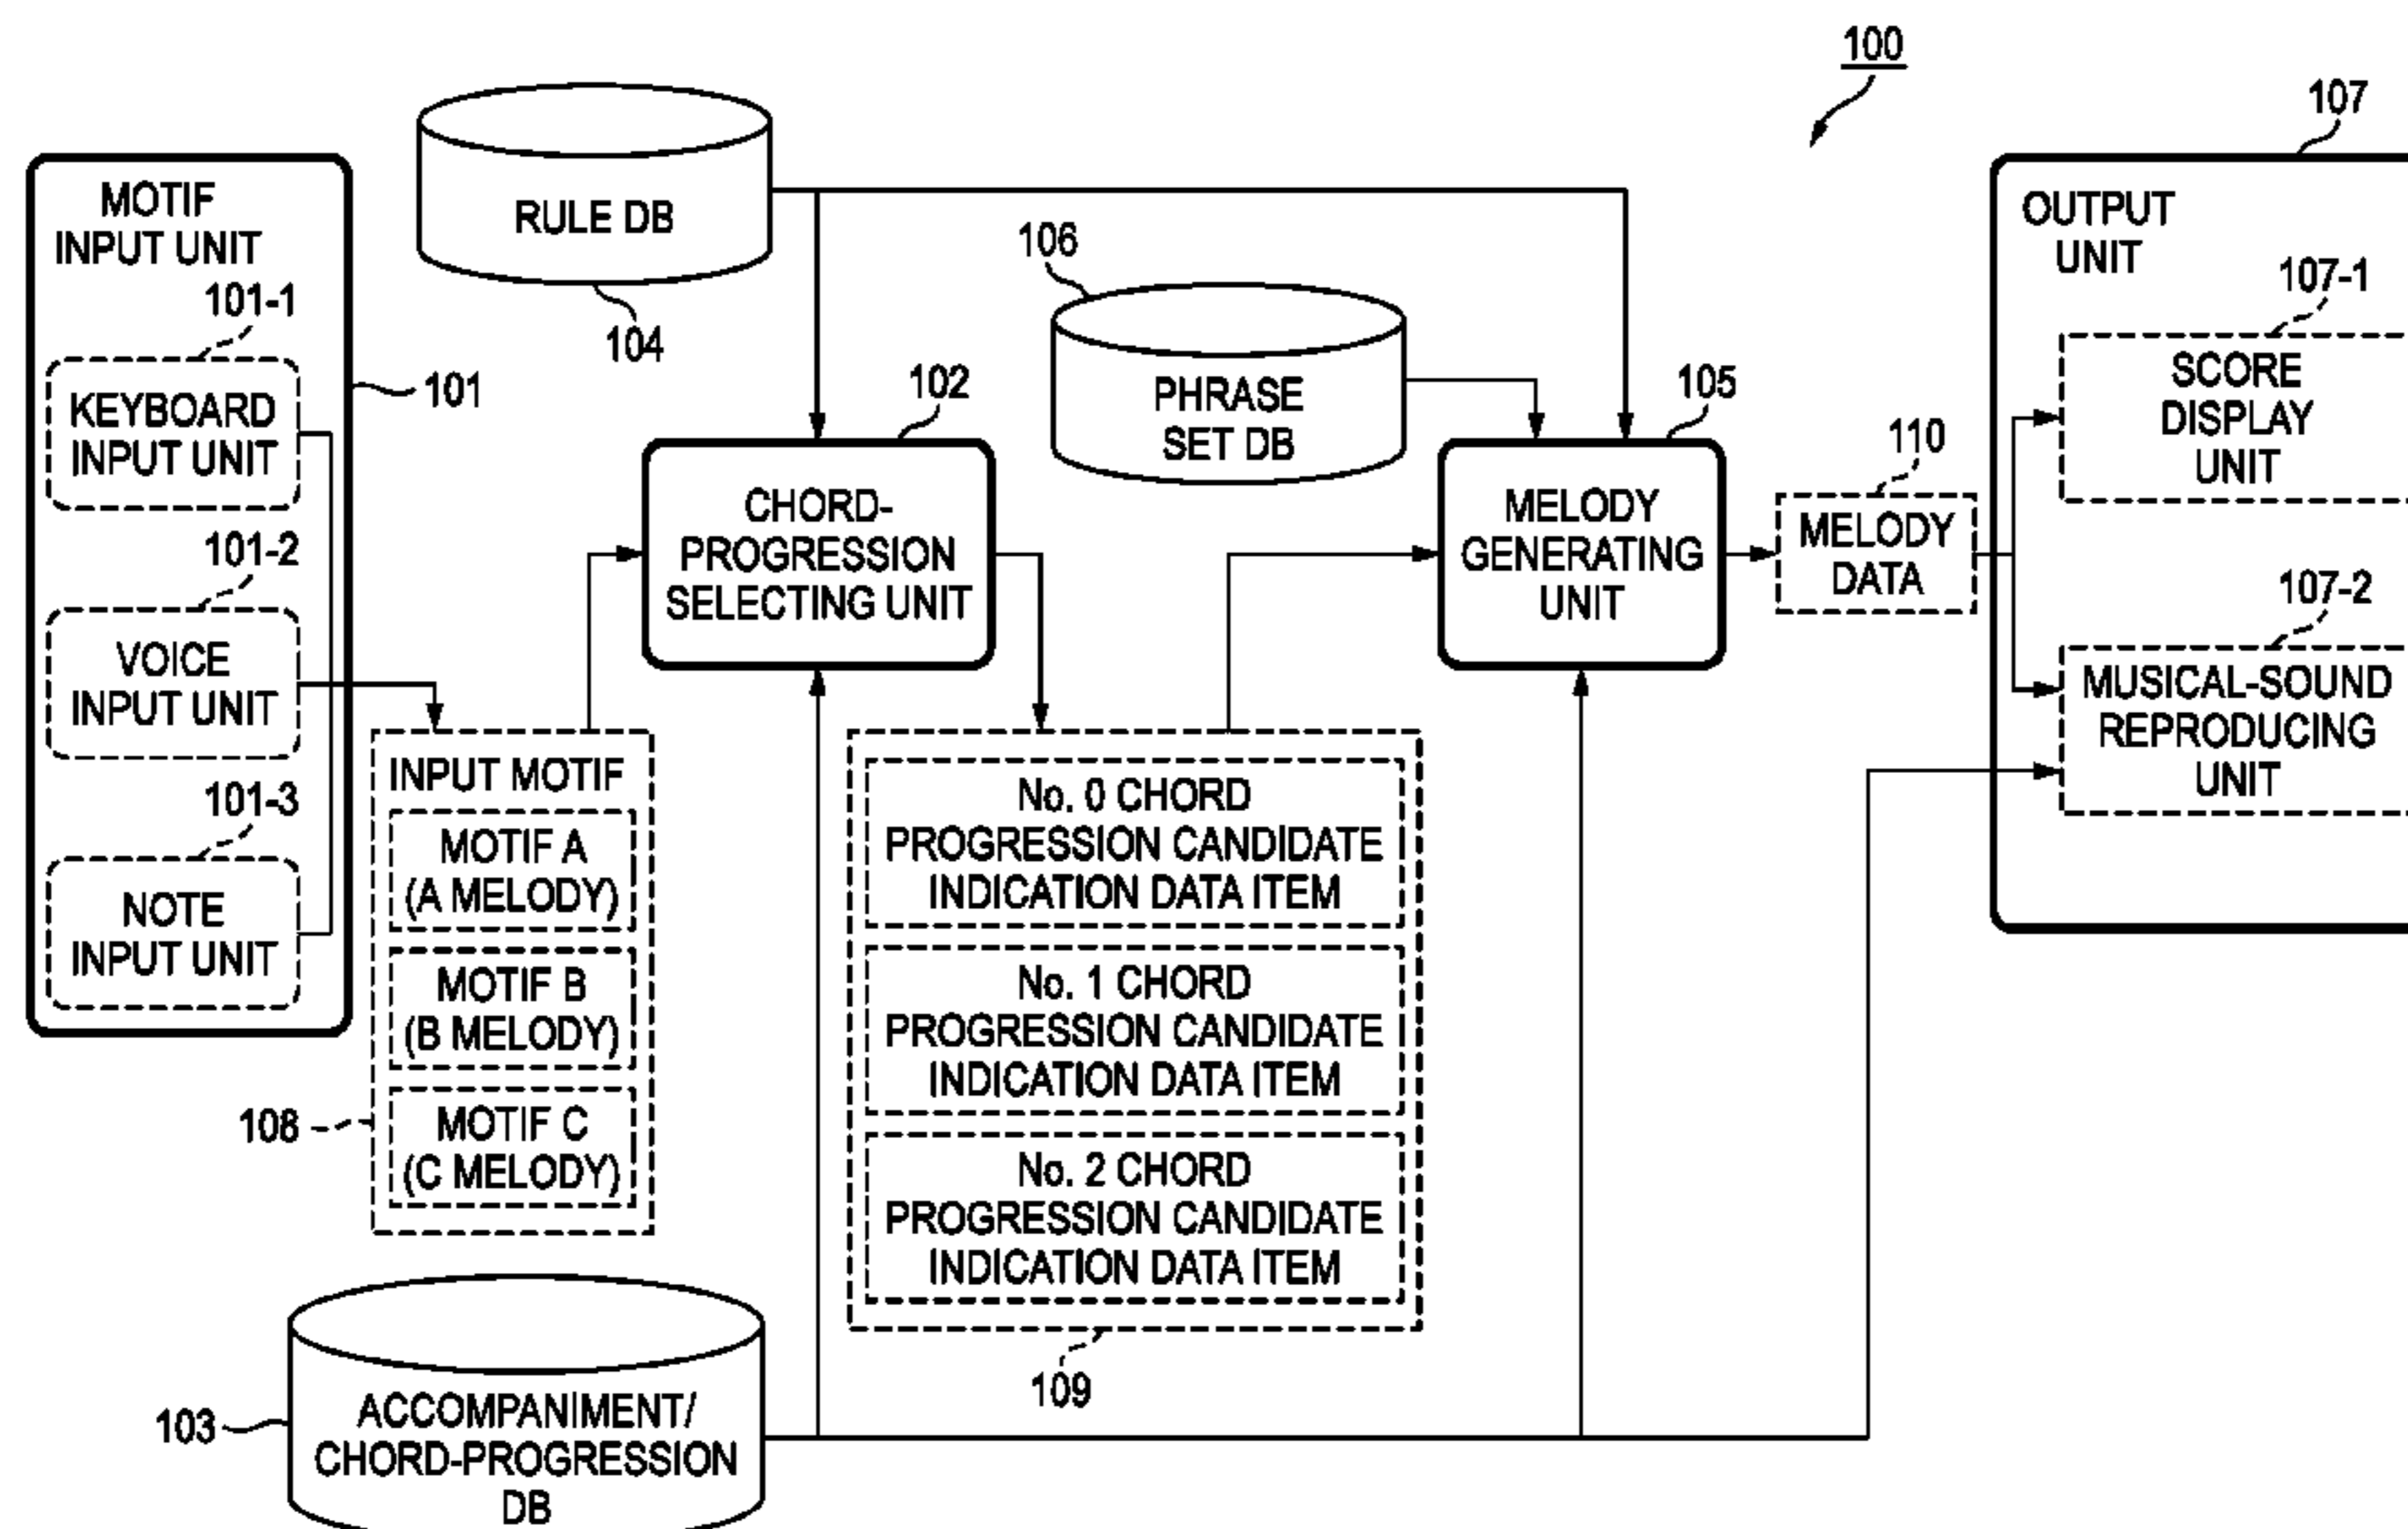 100
MOTIF
INPUT UNIT
101-1
KEYBOARD
INPUT UNIT
101-2
VOICE
INPUT UNIT
101-3
NOTE
INPUT UNIT
101
RULE DB
104
106
PHRASE
SET DB
102
CHORD-
PROGRESSION
SELECTING UNIT
105
MELODY
GENERATING
UNIT
110
MELODY
DATA
107
OUTPUT
UNIT
107-1
SCORE
DISPLAY
UNIT
107-2
MUSICAL-SOUND
REPRODUCING
UNIT
INPUT MOTIF
MOTIF A
(A MELODY)
MOTIF B
(B MELODY)
MOTIF C
(C MELODY)
108
No. 0 CHORD
PROGRESSION CANDIDATE
INDICATION DATA ITEM
No. 1 CHORD
PROGRESSION CANDIDATE
INDICATION DATA ITEM
No. 2 CHORD
PROGRESSION CANDIDATE
INDICATION DATA ITEM
109
103
ACCOMPANIMENT/
CHORD-PROGRESSION
DB